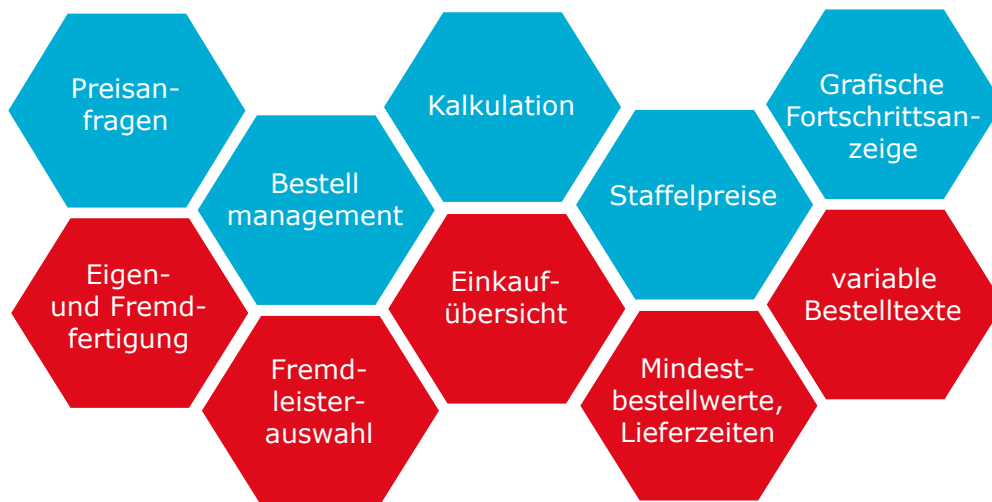 Preisan-
fragen
Bestell
management
Kalkulation
Staffelpreise
Grafische
Fortschrittsan-
zeige
Eigen-
und Fremd-
fertigung
Fremd-
leister-
auswahl
Einkauf-
übersicht
Mindest-
bestellwerte,
Lieferzeiten
variable
Bestelltexte